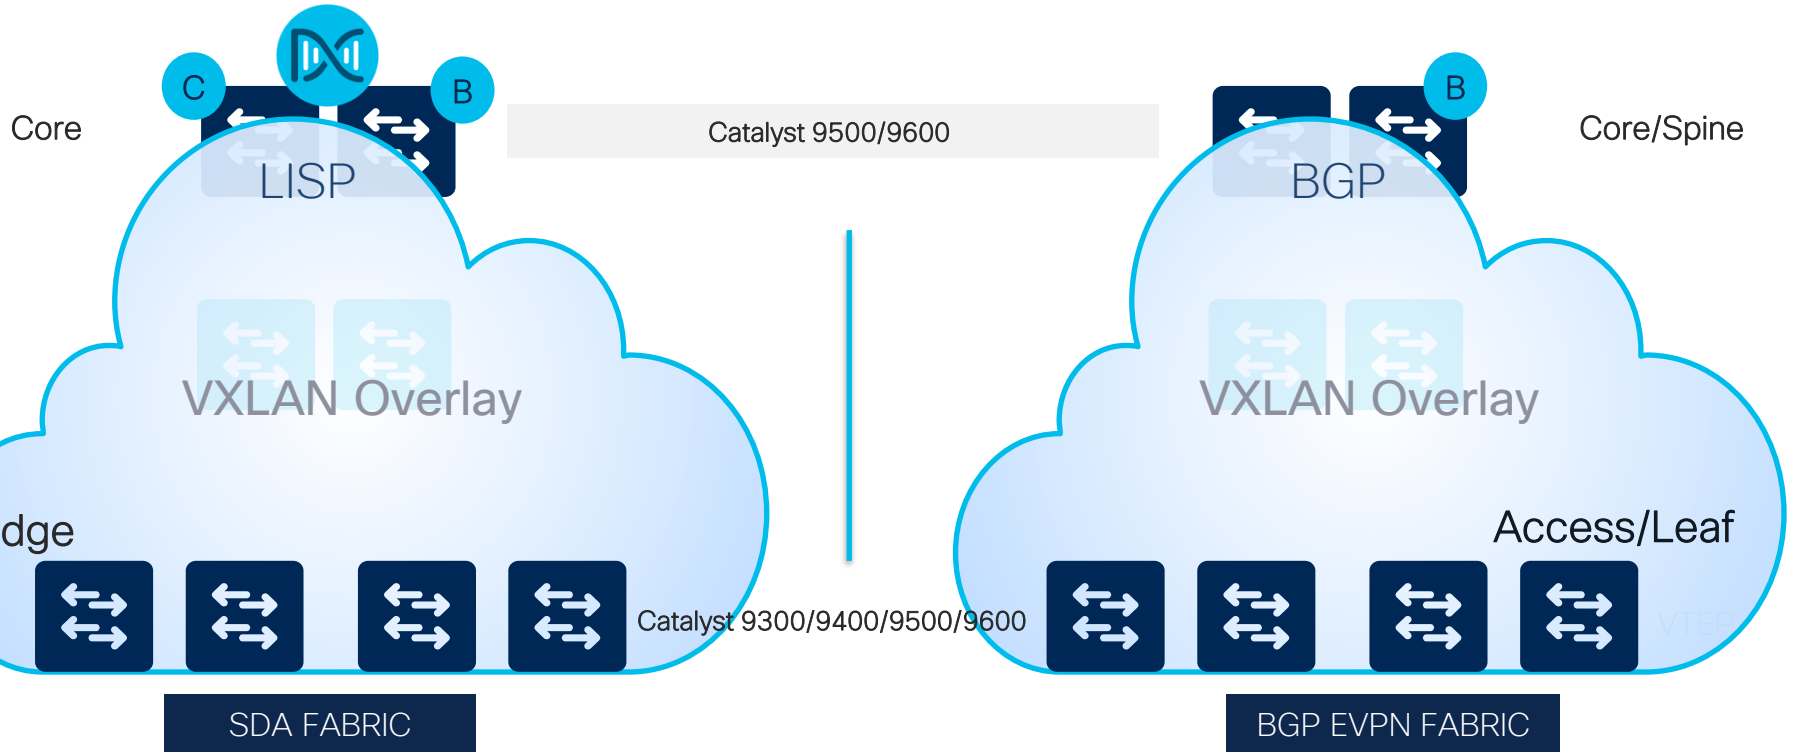 C
B
B
Core
Catalyst 9500/9600
Core/Spine
LISP
BGP
VXLAN Overlay
VXLAN Overlay
dge
Access/Leaf
Catalyst 9300/9400/9500/9600
VTEP
SDA FABRIC
BGP EVPN FABRIC